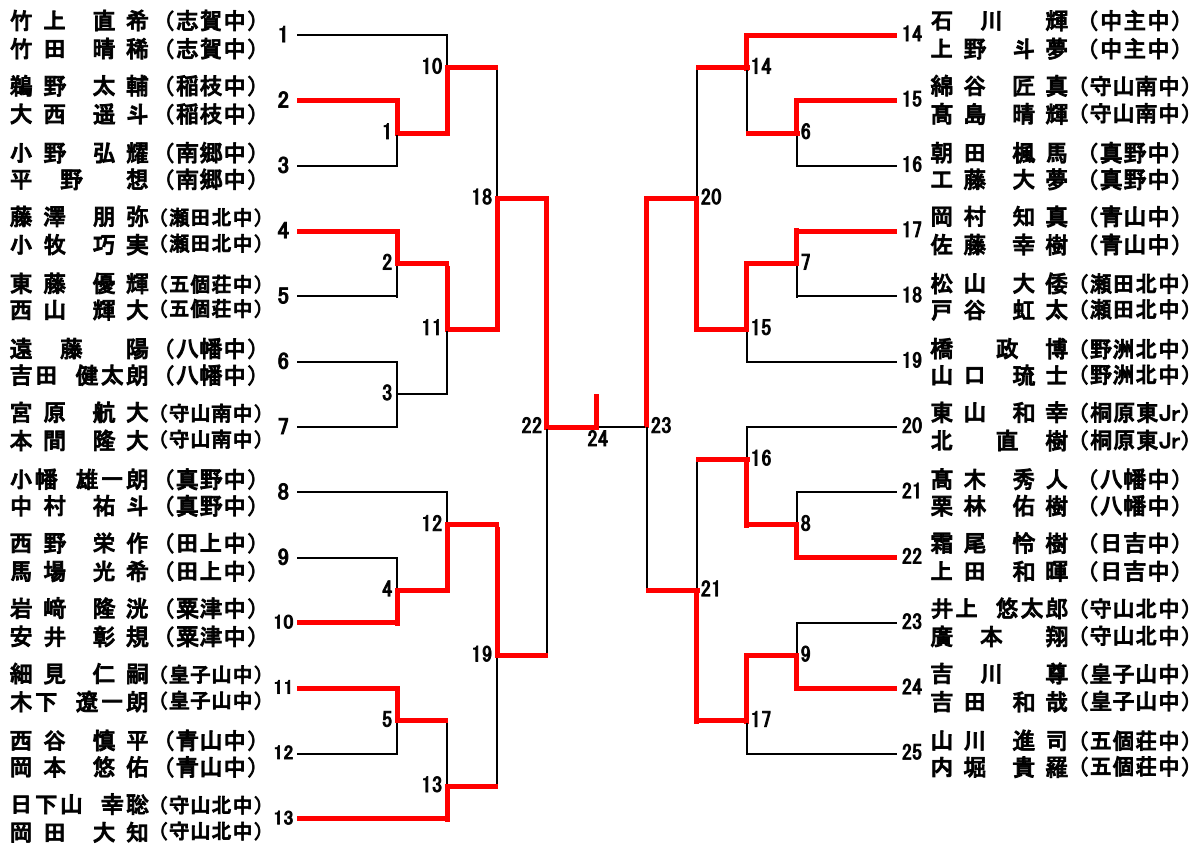 竹上 直希 (志賀中)
1
竹田 晴稀 (志賀中)
鵜野 太輔 (稲枝中)
2
大西 遥斗 (稲枝中)
小野 弘耀 (南郷中)
3
平野 想 (南郷中)
藤澤 朋弥 (瀬田北中)
4
小牧 巧実 (瀬田北中)
東藤 優輝 (五個荘中)
5
西山 輝大 (五個荘中)
遠藤 陽 (八幡中)
6
吉田 健太朗 (八幡中)
宮原 航大 (守山南中)
7
本間 隆大 (守山南中)
小幡 雄一朗 (真野中)
8
中村 祐斗 (真野中)
西野 栄作 (田上中)
9
馬場 光希 (田上中)
岩﨑 隆洸 (粟津中)
10
安井 彰規 (粟津中)
細見 仁嗣 (皇子山中)
11
木下 遼一朗 (皇子山中)
西谷 慎平 (青山中)
12
岡本 悠佑 (青山中)
日下山 幸聡 (守山北中)
13
岡田 大知 (守山北中)
10
1
18
2
11
3
22
12
4
19
5
13
24
14
6
20
7
15
23
16
8
21
9
17
石川 輝 (中主中)
14
上野 斗夢 (中主中)
綿谷 匠真 (守山南中)
15
髙島 晴輝 (守山南中)
朝田 楓馬 (真野中)
16
工藤 大夢 (真野中)
岡村 知真 (青山中)
17
佐藤 幸樹 (青山中)
松山 大倭 (瀬田北中)
18
戸谷 虹太 (瀬田北中)
橋 政博 (野洲北中)
19
山口 琉士 (野洲北中)
東山 和幸 (桐原東Jr)
20
北 直樹 (桐原東Jr)
髙木 秀人 (八幡中)
21
栗林 佑樹 (八幡中)
霜尾 怜樹 (日吉中)
22
上田 和暉 (日吉中)
井上 悠太郎 (守山北中)
23
廣本 翔 (守山北中)
吉川 尊 (皇子山中)
24
吉田 和哉 (皇子山中)
山川 進司 (五個荘中)
25
内堀 貴羅 (五個荘中)